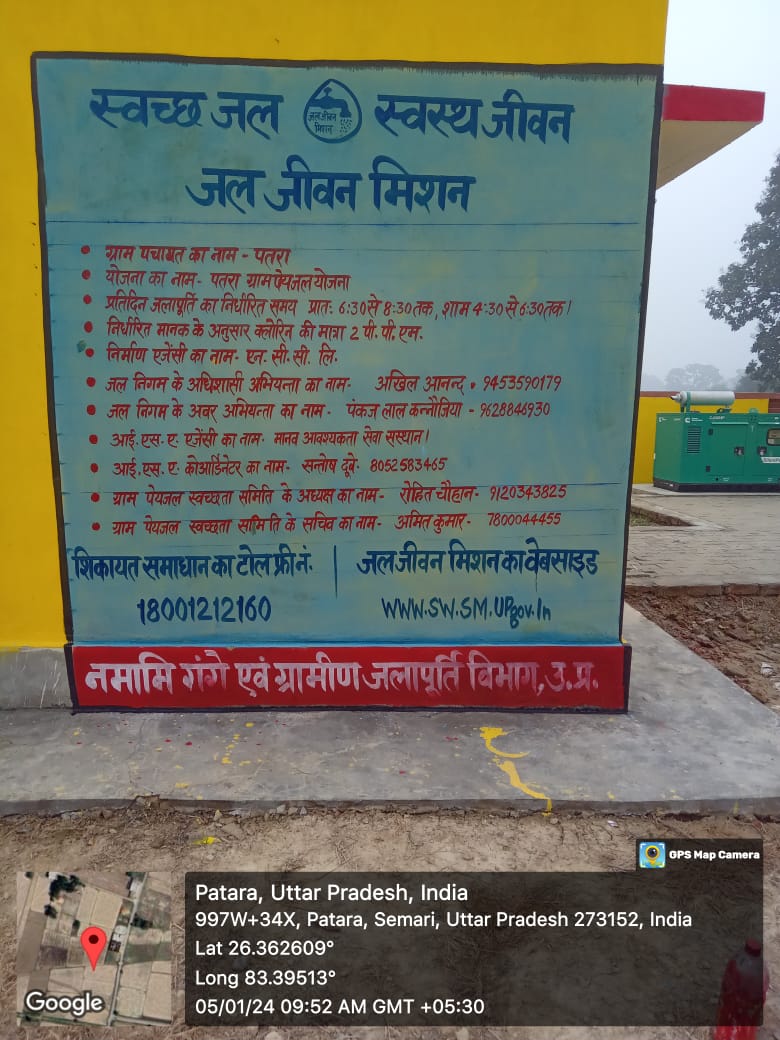 स्वच्छ जल जल जीवन मिशन स्वस्थ जीवन
जल जीवन मिशन
• ग्राम पचायत का नाम - पतरा
• योजना का नाम- पतरा ग्राम पेयजल योजना
• प्रतिदिन जलापूर्ति का निर्धारित समय प्रातः 6:30 से 8:30 तक, शाम 4:30 से 6:30 तक।
• निर्धारित मानक के अनुसार क्लोरिन की मात्रा 2 पी. पी. एम.
• निर्माण एजेंसी का नाम- एन. सी. सी. लि.
• जल निगम के अधिशासी अभियन्ता का नाम- अखिल आनन्द • 9453590179
• जल निगम के अवर अभियन्ता का नाम- पंकज लाल कन्नौजिया - 9628846930
• आई. एस. ए. एजेंसी का नाम- मानव आवश्यकता सेवा सस्थान।
• आई. एस. ए. कोआर्डिनेटर का नाम- सन्तोष दूबे- 8052583465
• ग्राम पेयजल स्वच्छता समिति के अध्यक्ष का नाम- रोहित चौहान- 9120343825
• ग्राम पेयजल स्वच्छता समिति के सचिव का नाम- अमित कुमार- 7800044455
शिकायत समाधान का टोल फ्री नं. | जल जीवन मिशन का वेबसाइड
18001212160 WWW.SW.SM.UPgov.In
नमामि गंगे एवं ग्रामीण जलापूर्ति विभाग, उ.प्र.
GPS Map Camera
Patara, Uttar Pradesh, India
997W+34X, Patara, Semari, Uttar Pradesh 273152, India
Lat 26.362609°
Long 83.39513°
05/01/24 09:52 AM GMT +05:30
Google